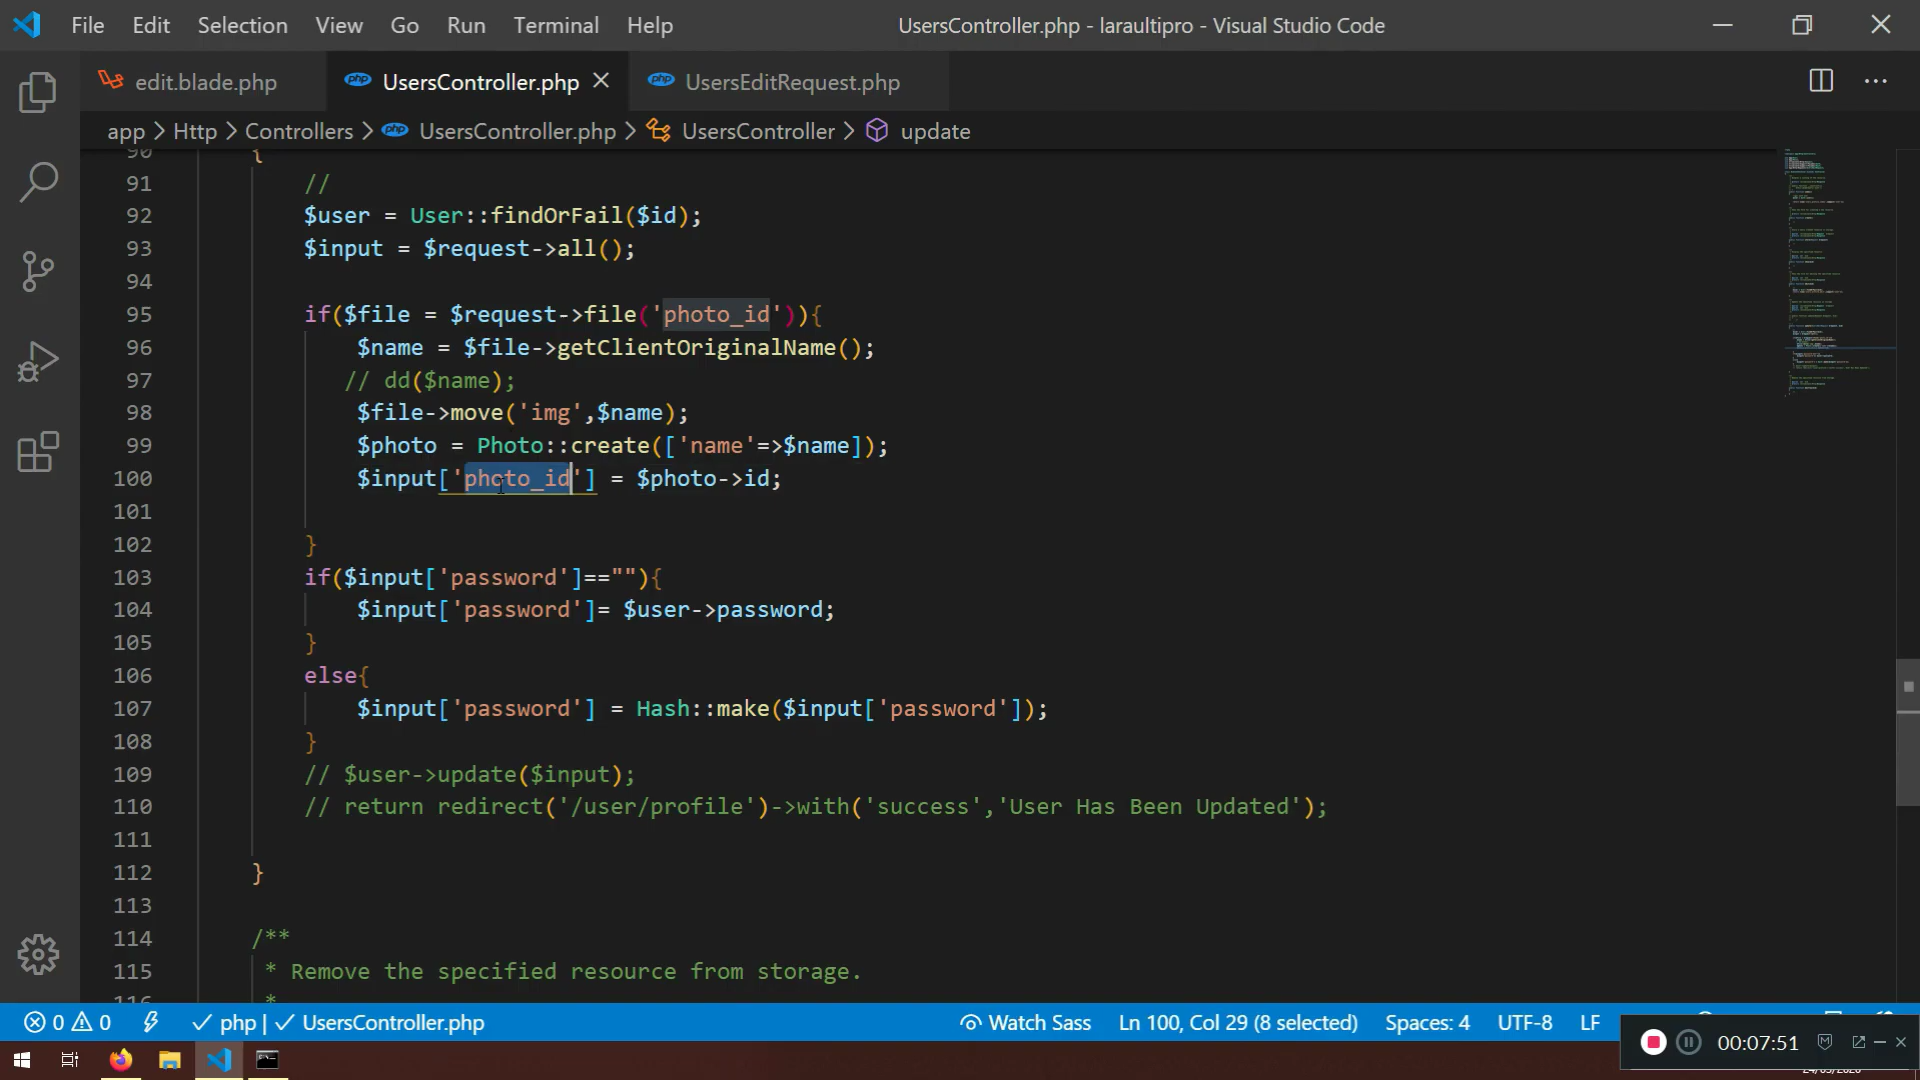 File Edit Selection View Go Run Terminal Help UsersController.php - laraultipro - Visual Studio Code
edit.blade.php UsersController.php UsersEditRequest.php
app > Http > Controllers > UsersController.php > UsersController > update
90 {
91 //
92 $user = User::findOrFail($id);
93 $input = $request->all();
94
95 if($file = $request->file('photo_id')){
96 $name = $file->getClientOriginalName();
97 // dd($name);
98 $file->move('img',$name);
99 $photo = Photo::create(['name'=>$name]);
100 $input['photo_id'] = $photo->id;
101
102 }
103 if($input['password']==""){
104 $input['password']= $user->password;
105 }
106 else{
107 $input['password'] = Hash::make($input['password']);
108 }
109 // $user->update($input);
110 // return redirect('/user/profile')->with('success','User Has Been Updated');
111
112 }
113
114 /**
115 * Remove the specified resource from storage.
116 *
0 0 php | UsersController.php Watch Sass Ln 100, Col 29 (8 selected) Spaces: 4 UTF-8 LF
00:07:51